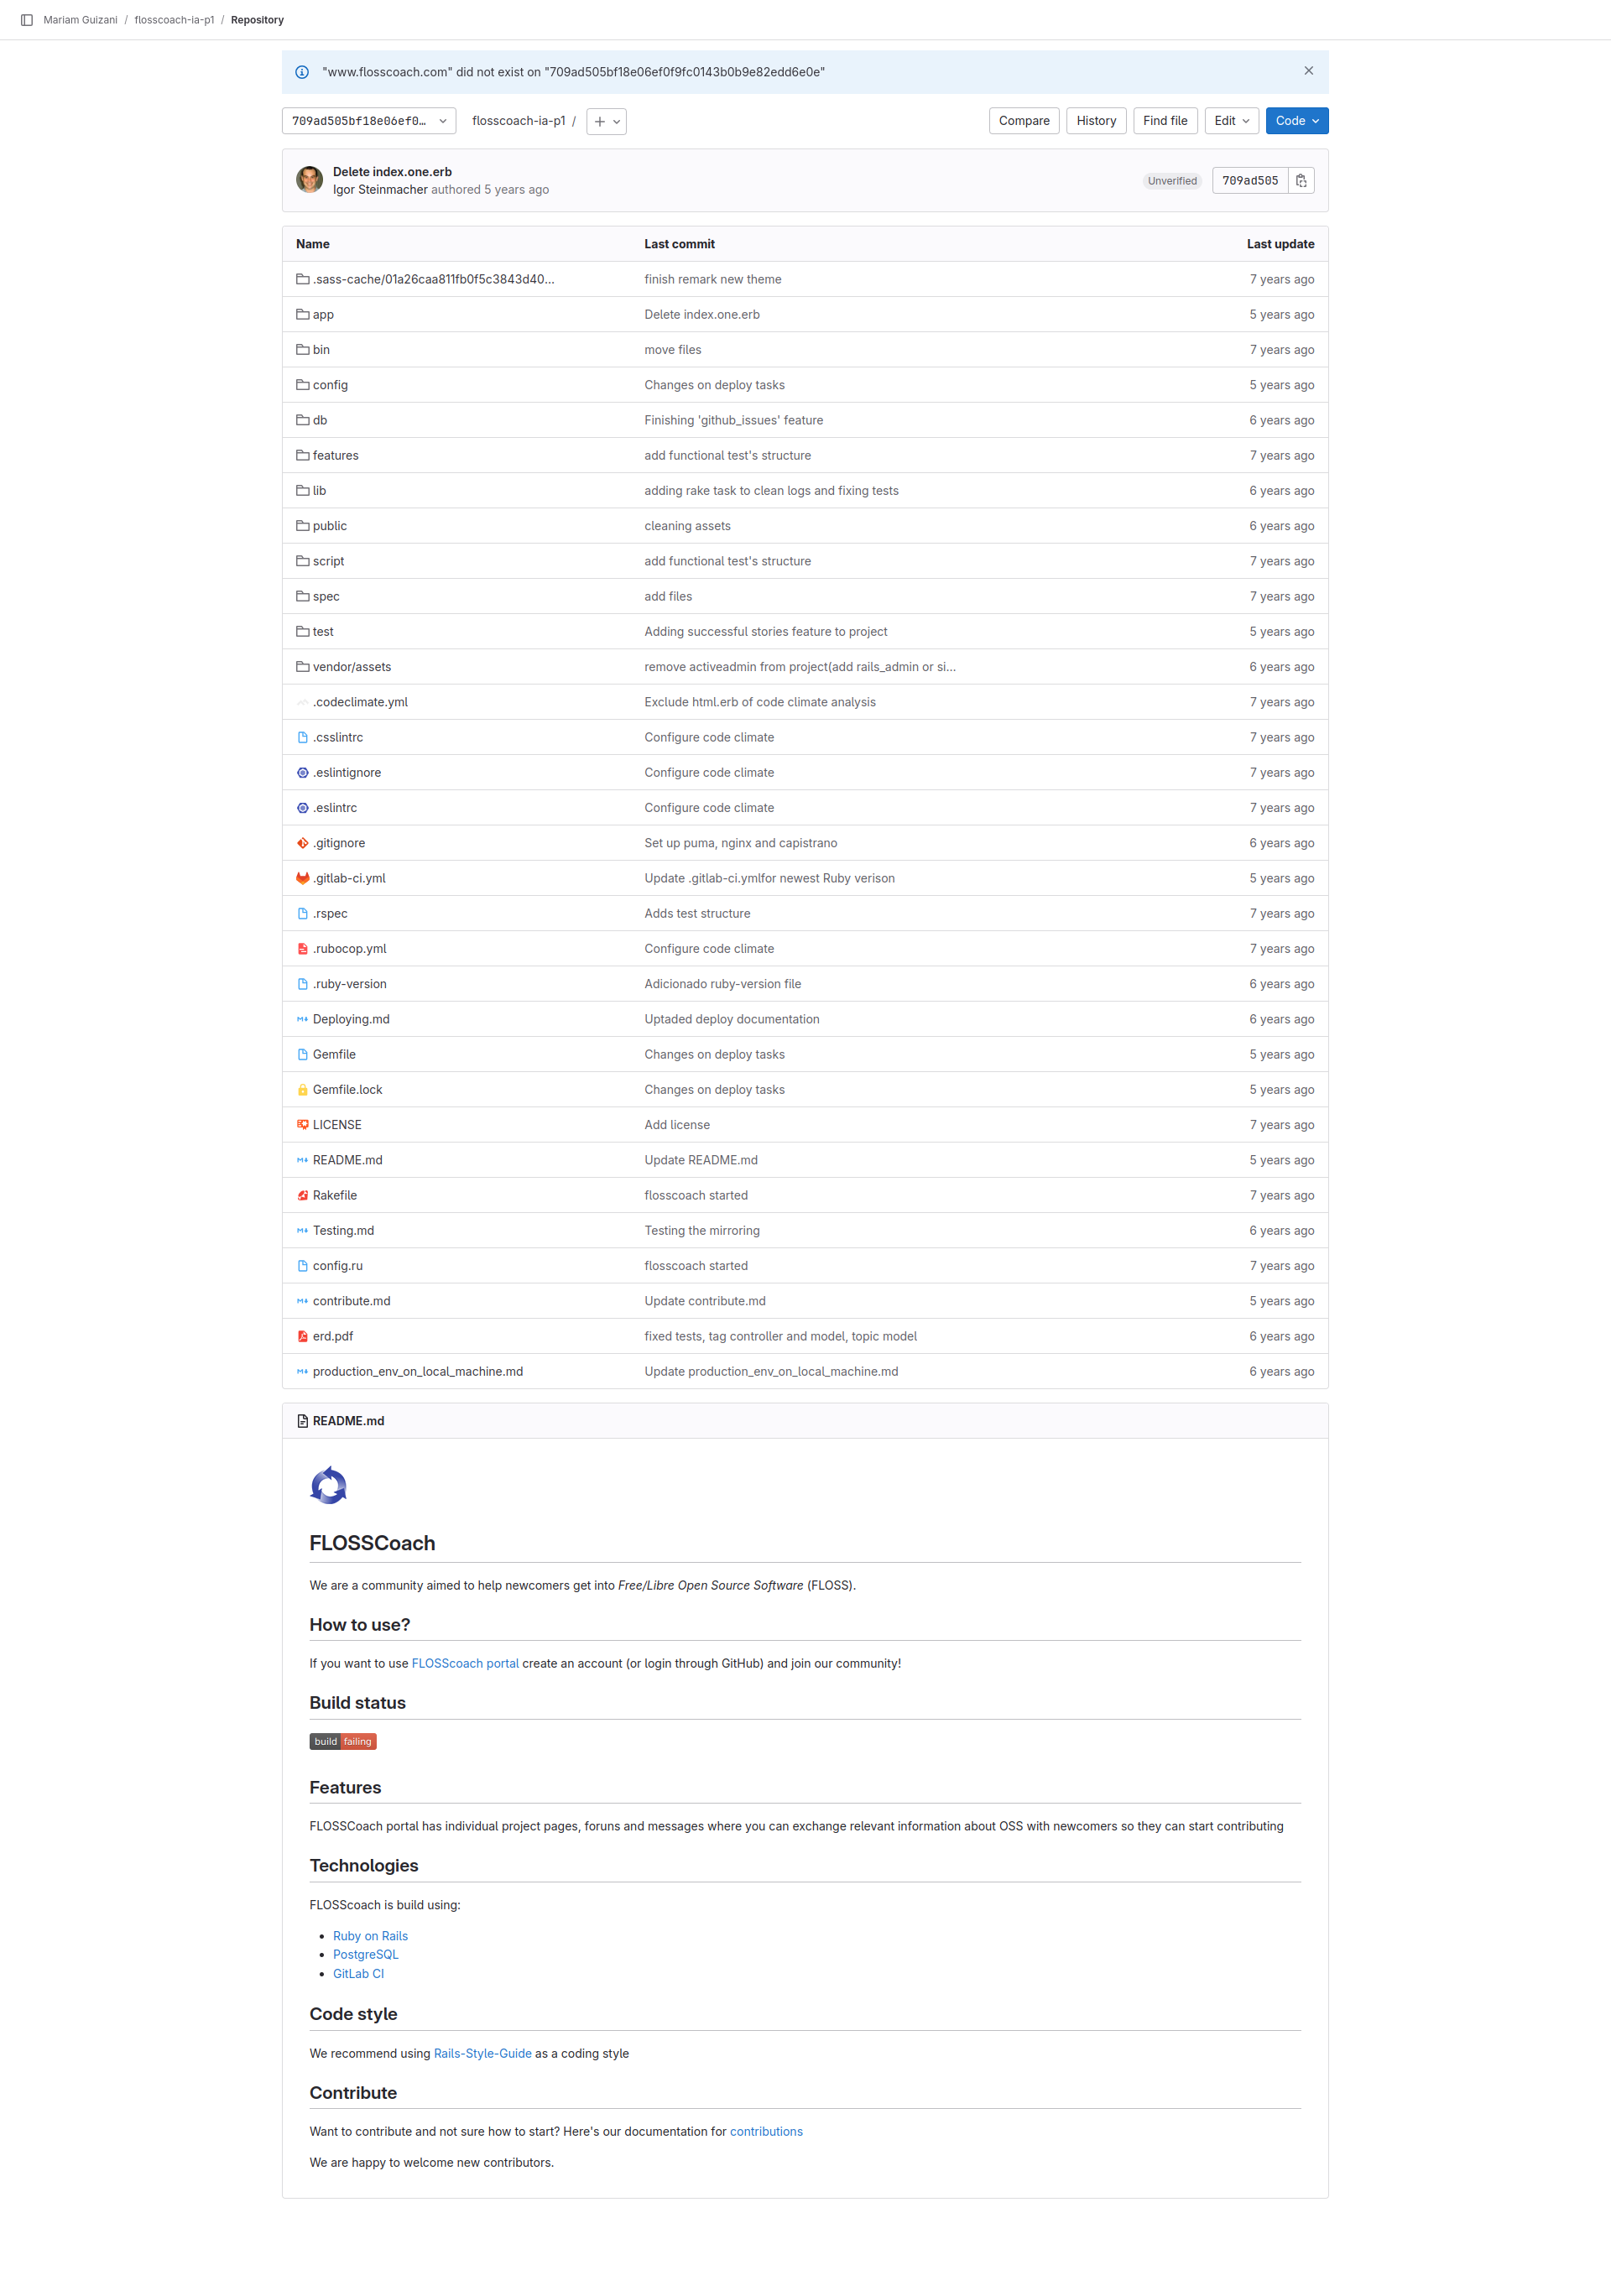 Mariam Guizani / flosscoach-ia-p1 / Repository
"www.flosscoach.com" did not exist on "709ad505bf18e06ef0f9fc0143b0b9e82edd6e0e"
709ad505bf18e06ef0… flosscoach-ia-p1 / Compare History Find file Edit Code
Delete index.one.erb
Igor Steinmacher authored 5 years ago
Unverified 709ad505
Name Last commit Last update
.sass-cache/01a26caa811fb0f5c3843d40... finish remark new theme 7 years ago
app Delete index.one.erb 5 years ago
bin move files 7 years ago
config Changes on deploy tasks 5 years ago
db Finishing 'github_issues' feature 6 years ago
features add functional test's structure 7 years ago
lib adding rake task to clean logs and fixing tests 6 years ago
public cleaning assets 6 years ago
script add functional test's structure 7 years ago
spec add files 7 years ago
test Adding successful stories feature to project 5 years ago
vendor/assets remove activeadmin from project(add rails_admin or si... 6 years ago
.codeclimate.yml Exclude html.erb of code climate analysis 7 years ago
.csslintrc Configure code climate 7 years ago
.eslintignore Configure code climate 7 years ago
.eslintrc Configure code climate 7 years ago
.gitignore Set up puma, nginx and capistrano 6 years ago
.gitlab-ci.yml Update .gitlab-ci.ymlfor newest Ruby verison 5 years ago
.rspec Adds test structure 7 years ago
.rubocop.yml Configure code climate 7 years ago
.ruby-version Adicionado ruby-version file 6 years ago
Deploying.md Uptaded deploy documentation 6 years ago
Gemfile Changes on deploy tasks 5 years ago
Gemfile.lock Changes on deploy tasks 5 years ago
LICENSE Add license 7 years ago
README.md Update README.md 5 years ago
Rakefile flosscoach started 7 years ago
Testing.md Testing the mirroring 6 years ago
config.ru flosscoach started 7 years ago
contribute.md Update contribute.md 5 years ago
erd.pdf fixed tests, tag controller and model, topic model 6 years ago
production_env_on_local_machine.md Update production_env_on_local_machine.md 6 years ago
README.md
FLOSSCoach
We are a community aimed to help newcomers get into Free/Libre Open Source Software (FLOSS).
How to use?
If you want to use FLOSScoach portal create an account (or login through GitHub) and join our community!
Build status
build failing
Features
FLOSSCoach portal has individual project pages, foruns and messages where you can exchange relevant information about OSS with newcomers so they can start contributing
Technologies
FLOSScoach is build using:
• Ruby on Rails
• PostgreSQL
• GitLab CI
Code style
We recommend using Rails-Style-Guide as a coding style
Contribute
Want to contribute and not sure how to start? Here's our documentation for contributions
We are happy to welcome new contributors.